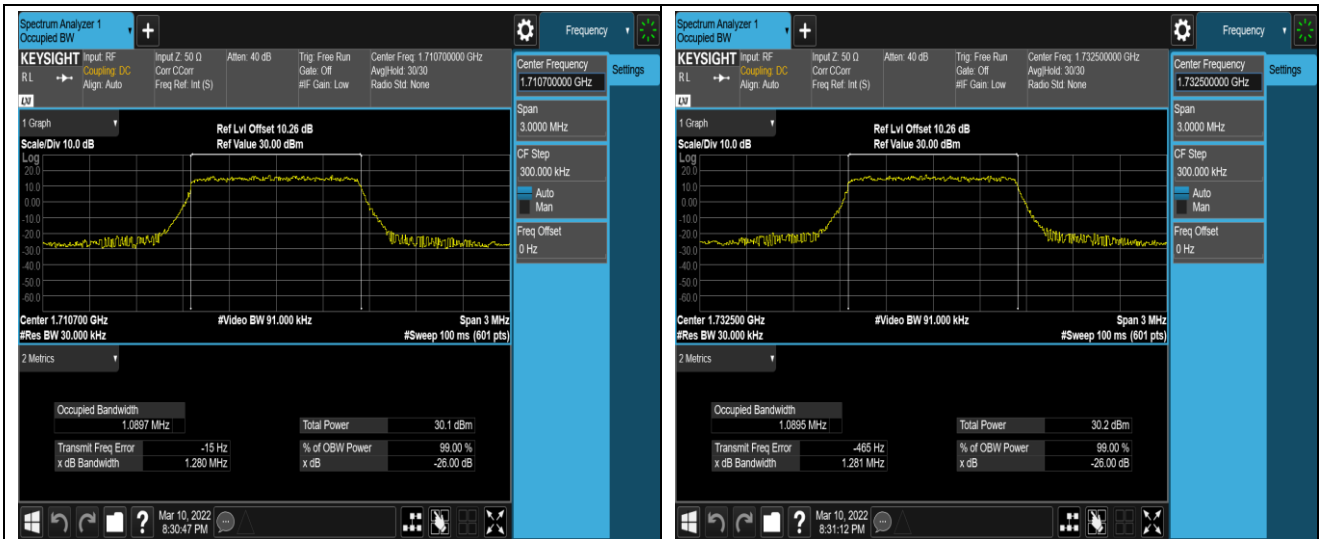 Spectrum Analyzer 1
Occupied BW
+
Frequency
KEYSIGHT
Input: RF
Input Z: 50 Ω
Atten: 40 dB
Trig: Free Run
Center Freq: 1.710700000 GHz
RL
Coupling: DC
Corr CCorr
Gate: Off
Avg|Hold: 30/30
Align: Auto
Freq Ref: Int (S)
#IF Gain: Low
Radio Std: None
LXI
Center Frequency
1.710700000 GHz
Settings
Span
3.0000 MHz
CF Step
300.000 kHz
Auto
Man
Freq Offset
0 Hz
1 Graph
Ref Lvl Offset 10.26 dB
Scale/Div 10.0 dB
Ref Value 30.00 dBm
Log
20.0
10.0
0.00
-10.0
-20.0
-30.0
-40.0
-50.0
-60.0
Center 1.710700 GHz
#Video BW 91.000 kHz
Span 3 MHz
#Res BW 30.000 kHz
#Sweep 100 ms (601 pts)
2 Metrics
Occupied Bandwidth
1.0897 MHz
Total Power 30.1 dBm
Transmit Freq Error -15 Hz
% of OBW Power 99.00 %
x dB Bandwidth 1.280 MHz
x dB -26.00 dB
?
Mar 10, 2022
8:30:47 PM
Spectrum Analyzer 1
Occupied BW
+
Frequency
KEYSIGHT
Input: RF
Input Z: 50 Ω
Atten: 40 dB
Trig: Free Run
Center Freq: 1.732500000 GHz
RL
Coupling: DC
Corr CCorr
Gate: Off
Avg|Hold: 30/30
Align: Auto
Freq Ref: Int (S)
#IF Gain: Low
Radio Std: None
LXI
Center Frequency
1.732500000 GHz
Settings
Span
3.0000 MHz
CF Step
300.000 kHz
Auto
Man
Freq Offset
0 Hz
1 Graph
Ref Lvl Offset 10.26 dB
Scale/Div 10.0 dB
Ref Value 30.00 dBm
Log
20.0
10.0
0.00
-10.0
-20.0
-30.0
-40.0
-50.0
-60.0
Center 1.732500 GHz
#Video BW 91.000 kHz
Span 3 MHz
#Res BW 30.000 kHz
#Sweep 100 ms (601 pts)
2 Metrics
Occupied Bandwidth
1.0895 MHz
Total Power 30.2 dBm
Transmit Freq Error -465 Hz
% of OBW Power 99.00 %
x dB Bandwidth 1.281 MHz
x dB -26.00 dB
?
Mar 10, 2022
8:31:12 PM